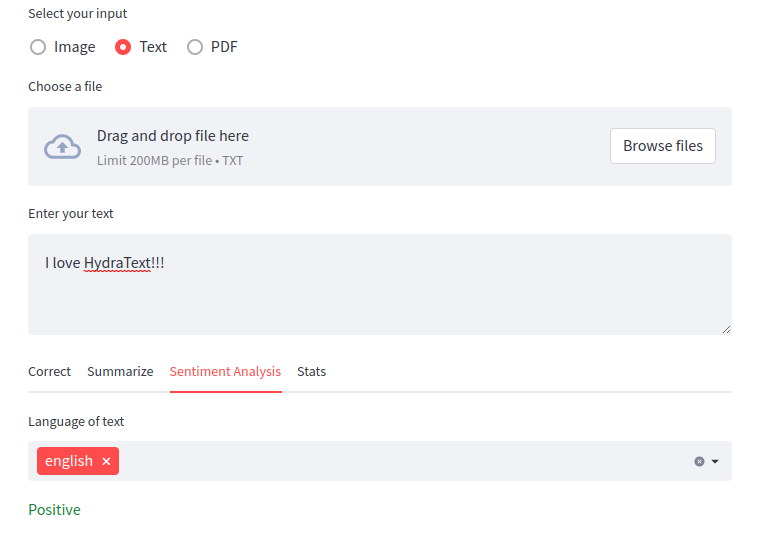 Select your input
Image Text PDF
Choose a file
Drag and drop file here
Limit 200MB per file • TXT
Browse files
Enter your text
I love HydraText!!!
Correct Summarize Sentiment Analysis Stats
Language of text
english ×
Positive